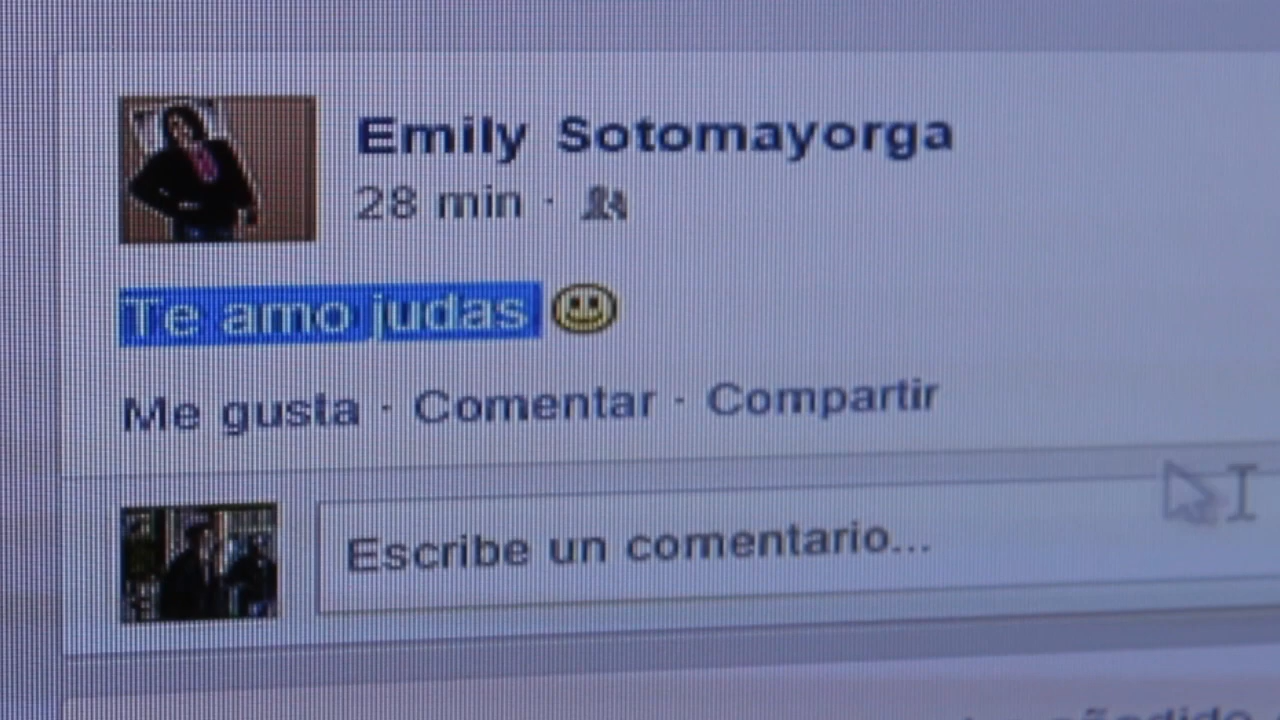 Emily Sotomayorga
28 min ·
Te amo judas
Me gusta · Comentar · Compartir
Escribe un comentario...